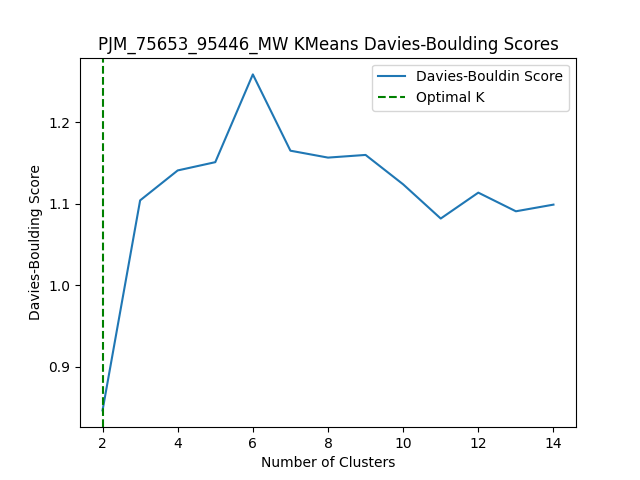 PJM_75653_95446_MW KMeans Davies-Boulding Scores
Davies-Bouldin Score
Optimal K
Davies-Boulding Score
1.2
1.1
1.0
0.9
2 4 6 8 10 12 14
Number of Clusters